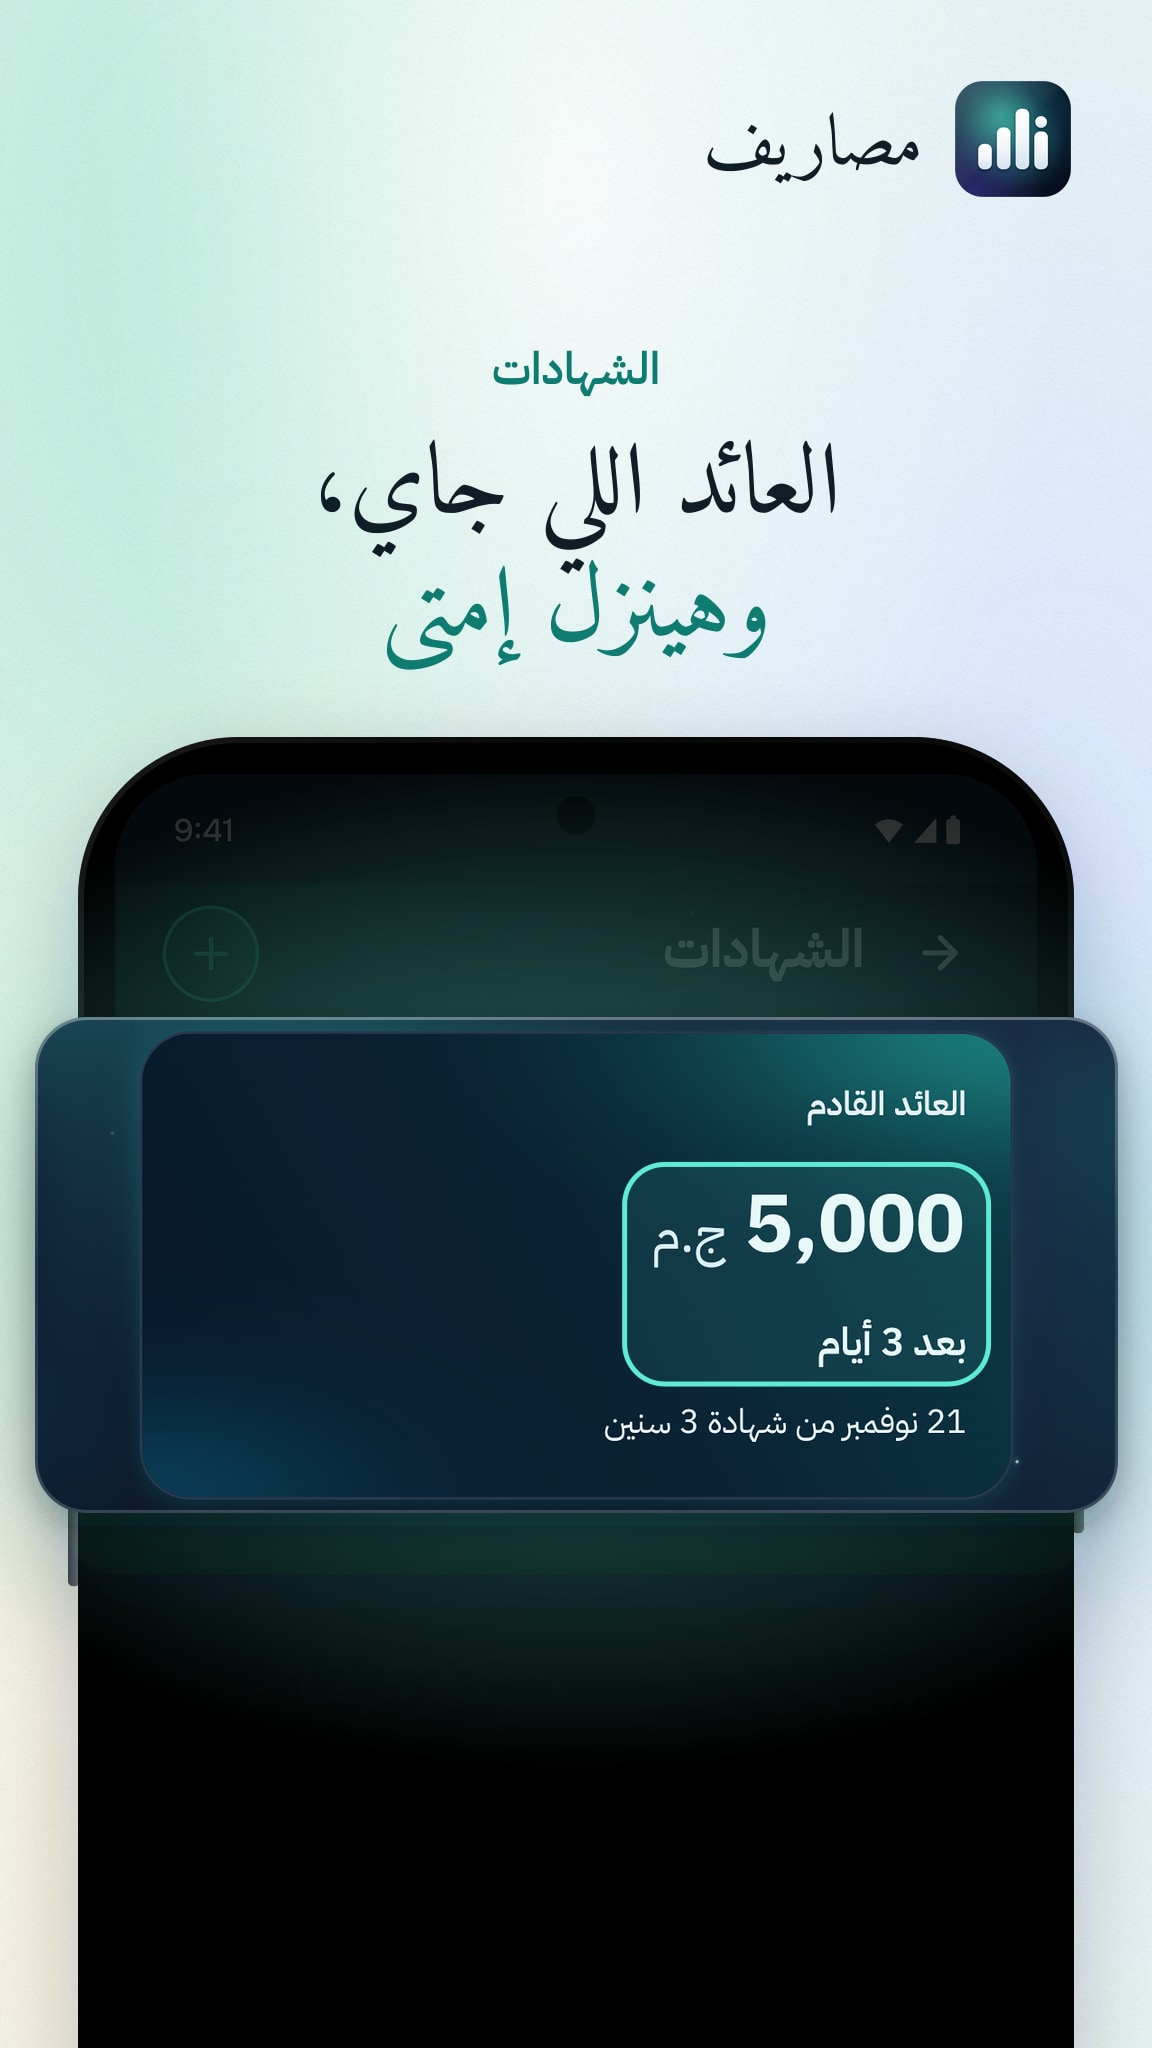 مصاريف
الشهادات
العائد اللي جاي،
وهينزل إمتى
9:41
الشهادات
العائد القادم
5,000 ج.م
بعد 3 أيام
21 نوفمبر من شهادة 3 سنين